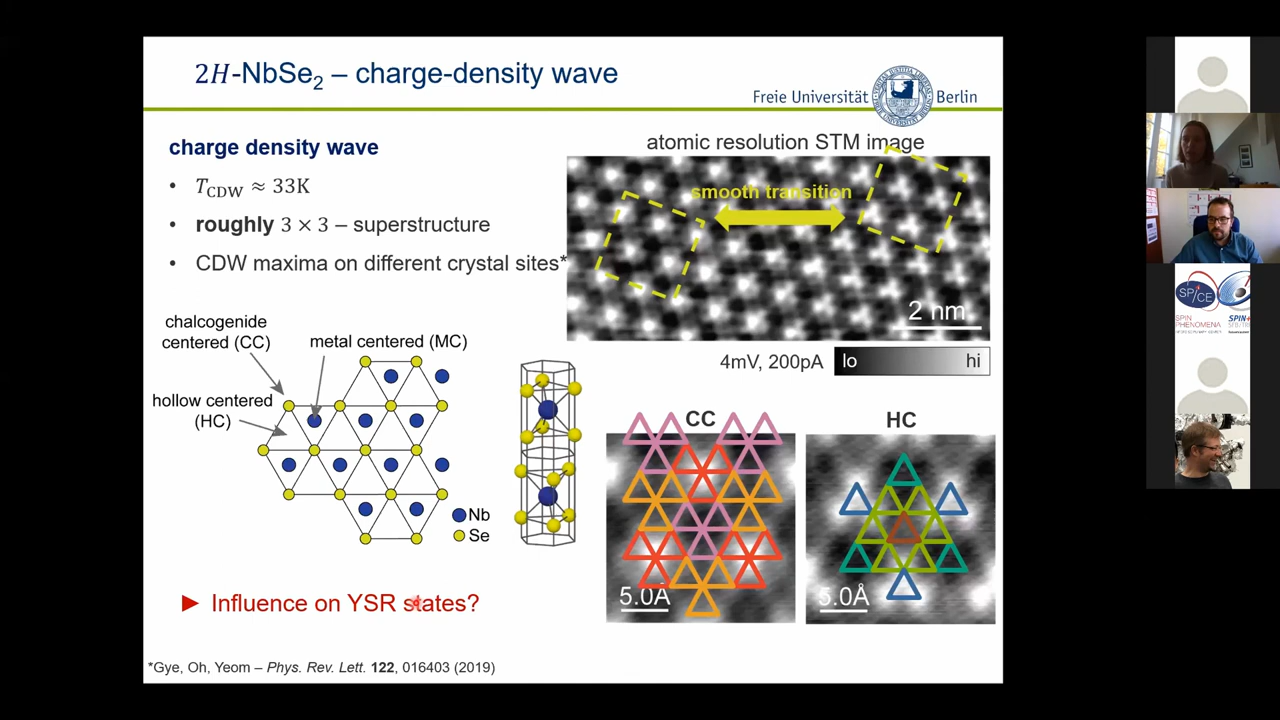 2H-NbSe₂ – charge-density wave
Freie Universität Berlin
charge density wave
• T_CDW ≈ 33K
• roughly 3 × 3 – superstructure
• CDW maxima on different crystal sites*
atomic resolution STM image
smooth transition
2 nm
4mV, 200pA
lo hi
chalcogenide
centered (CC)
metal centered (MC)
hollow centered
(HC)
Nb
Se
CC
HC
5.0Å
5.0Å
► Influence on YSR states?
*Gye, Oh, Yeom – Phys. Rev. Lett. 122, 016403 (2019)
SPICE
SPIN
PHENOMENA
SPIN+